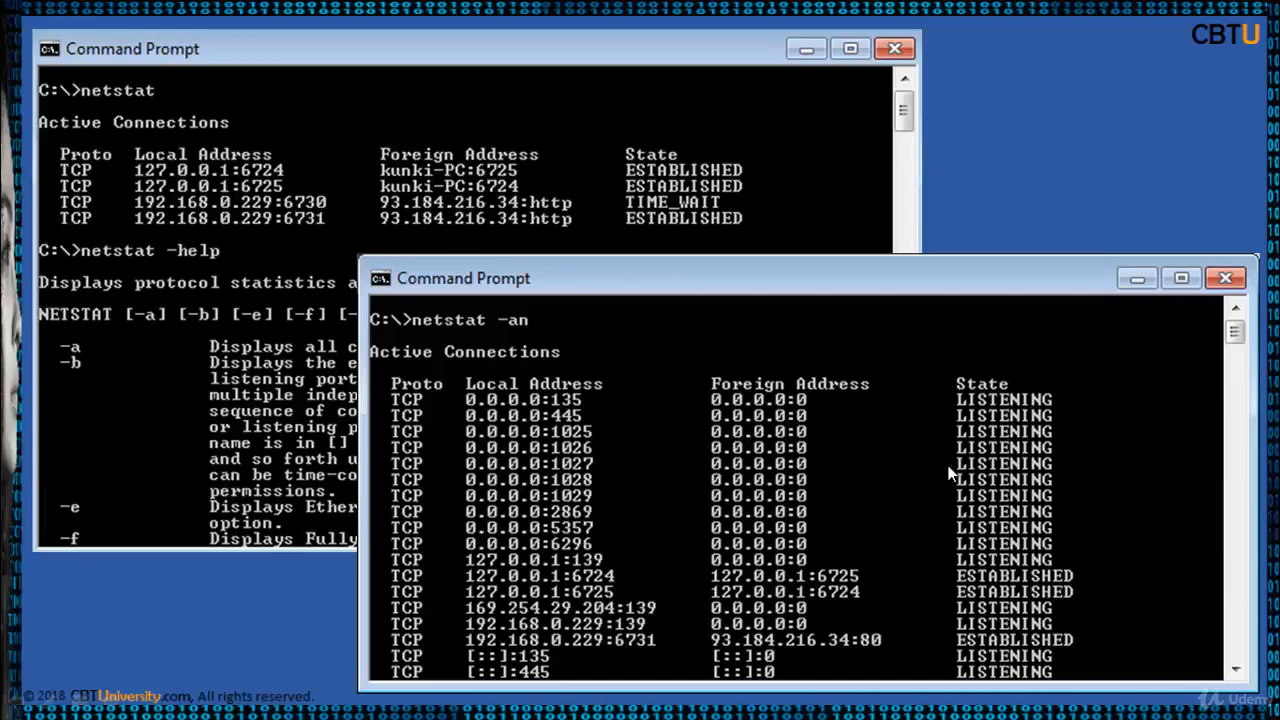 CBTU
Command Prompt
C:\>netstat
Active Connections
Proto Local Address Foreign Address State
TCP 127.0.0.1:6724 kunki-PC:6725 ESTABLISHED
TCP 127.0.0.1:6725 kunki-PC:6724 ESTABLISHED
TCP 192.168.0.229:6730 93.184.216.34:http TIME_WAIT
TCP 192.168.0.229:6731 93.184.216.34:http ESTABLISHED
C:\>netstat -help
Displays protocol statistics a
NETSTAT [-a] [-b] [-e] [-f] [-
-a Displays all c
-b Displays the e
listening port
multiple indep
sequence of co
or listening p
name is in []
and so forth u
can be time-co
permissions.
-e Displays Ether
option.
-f Displays Fully
Command Prompt
C:\>netstat -an
Active Connections
Proto Local Address Foreign Address State
TCP 0.0.0.0:135 0.0.0.0:0 LISTENING
TCP 0.0.0.0:445 0.0.0.0:0 LISTENING
TCP 0.0.0.0:1025 0.0.0.0:0 LISTENING
TCP 0.0.0.0:1026 0.0.0.0:0 LISTENING
TCP 0.0.0.0:1027 0.0.0.0:0 LISTENING
TCP 0.0.0.0:1028 0.0.0.0:0 LISTENING
TCP 0.0.0.0:1029 0.0.0.0:0 LISTENING
TCP 0.0.0.0:2869 0.0.0.0:0 LISTENING
TCP 0.0.0.0:5357 0.0.0.0:0 LISTENING
TCP 0.0.0.0:6296 0.0.0.0:0 LISTENING
TCP 127.0.0.1:139 0.0.0.0:0 LISTENING
TCP 127.0.0.1:6724 127.0.0.1:6725 ESTABLISHED
TCP 127.0.0.1:6725 127.0.0.1:6724 ESTABLISHED
TCP 169.254.29.204:139 0.0.0.0:0 LISTENING
TCP 192.168.0.229:139 0.0.0.0:0 LISTENING
TCP 192.168.0.229:6731 93.184.216.34:80 ESTABLISHED
TCP [::]:135 [::]:0 LISTENING
TCP [::]:445 [::]:0 LISTENING
© 2018 CBTUniversity.com, All rights reserved.
Udemy